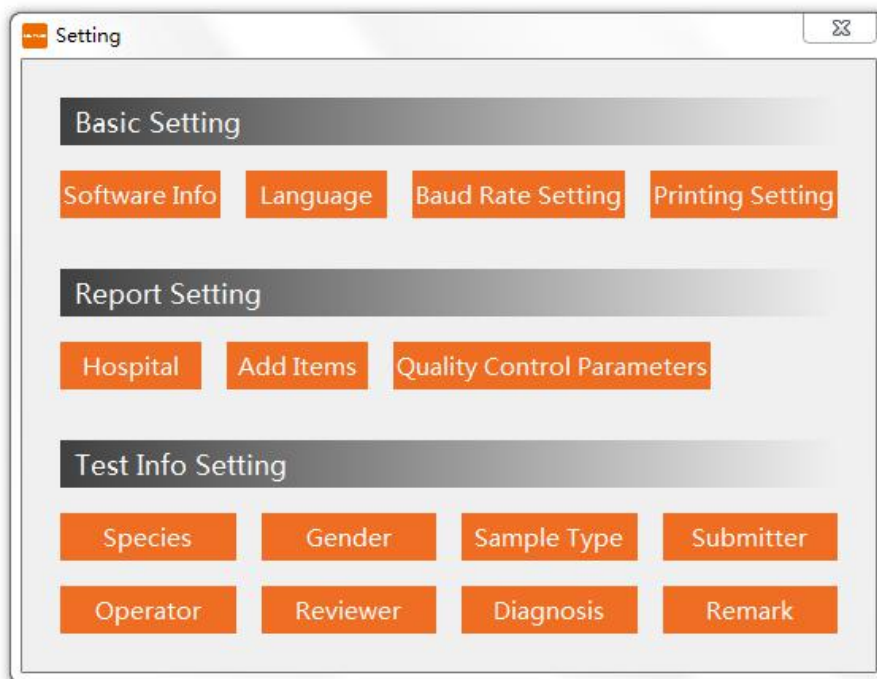 Setting
Basic Setting
Software Info Language Baud Rate Setting Printing Setting
Report Setting
Hospital Add Items Quality Control Parameters
Test Info Setting
Species Gender Sample Type Submitter
Operator Reviewer Diagnosis Remark